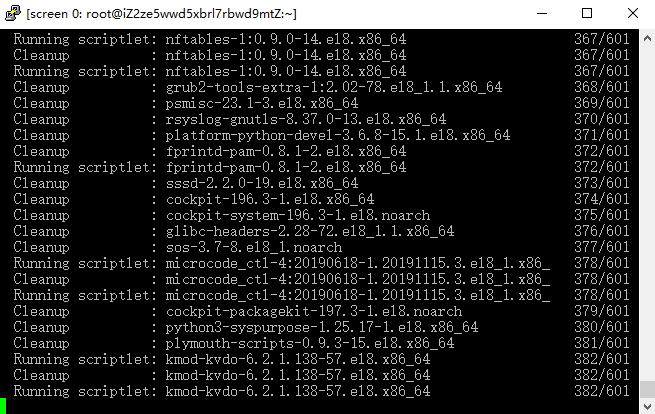 [screen 0: root@iZ2ze5wwd5xbrl7rbwd9mtZ:~]
Running scriptlet: nftables-1:0.9.0-14.el8.x86_64 367/601
Cleanup : nftables-1:0.9.0-14.el8.x86_64 367/601
Running scriptlet: nftables-1:0.9.0-14.el8.x86_64 367/601
Cleanup : grub2-tools-extra-1:2.02-78.el8_1.1.x86_64 368/601
Cleanup : psmisc-23.1-3.el8.x86_64 369/601
Cleanup : rsyslog-gnutls-8.37.0-13.el8.x86_64 370/601
Cleanup : platform-python-devel-3.6.8-15.1.el8.x86_64 371/601
Cleanup : fprintd-pam-0.8.1-2.el8.x86_64 372/601
Running scriptlet: fprintd-pam-0.8.1-2.el8.x86_64 372/601
Cleanup : sssd-2.2.0-19.el8.x86_64 373/601
Cleanup : cockpit-196.3-1.el8.x86_64 374/601
Cleanup : cockpit-system-196.3-1.el8.noarch 375/601
Cleanup : glibc-headers-2.28-72.el8_1.1.x86_64 376/601
Cleanup : sos-3.7-8.el8_1.noarch 377/601
Running scriptlet: microcode_ctl-4:20190618-1.20191115.3.el8_1.x86_ 378/601
Cleanup : microcode_ctl-4:20190618-1.20191115.3.el8_1.x86_ 378/601
Running scriptlet: microcode_ctl-4:20190618-1.20191115.3.el8_1.x86_ 378/601
Cleanup : cockpit-packagekit-197.3-1.el8.noarch 379/601
Cleanup : python3-syspurpose-1.25.17-1.el8.x86_64 380/601
Cleanup : plymouth-scripts-0.9.3-15.el8.x86_64 381/601
Running scriptlet: kmod-kvdo-6.2.1.138-57.el8.x86_64 382/601
Cleanup : kmod-kvdo-6.2.1.138-57.el8.x86_64 382/601
Running scriptlet: kmod-kvdo-6.2.1.138-57.el8.x86_64 382/601